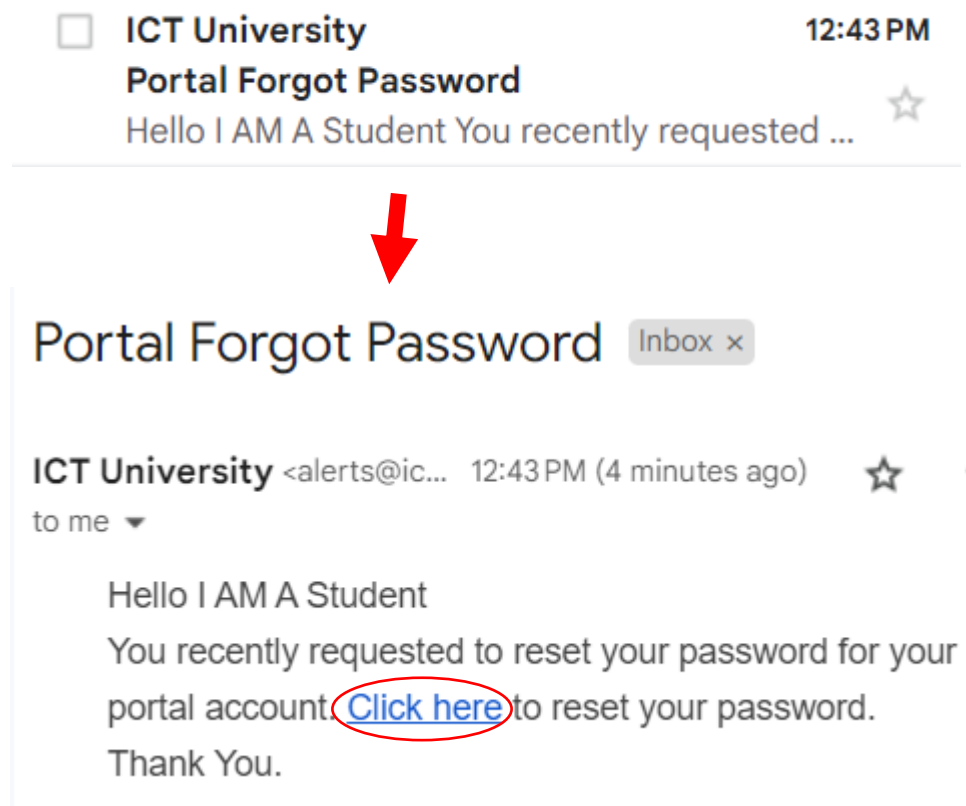 ICT University 12:43 PM
Portal Forgot Password
Hello I AM A Student You recently requested ...
Portal Forgot Password Inbox ×
ICT University <alerts@ic... 12:43 PM (4 minutes ago)
to me
Hello I AM A Student
You recently requested to reset your password for your
portal account. Click here to reset your password.
Thank You.